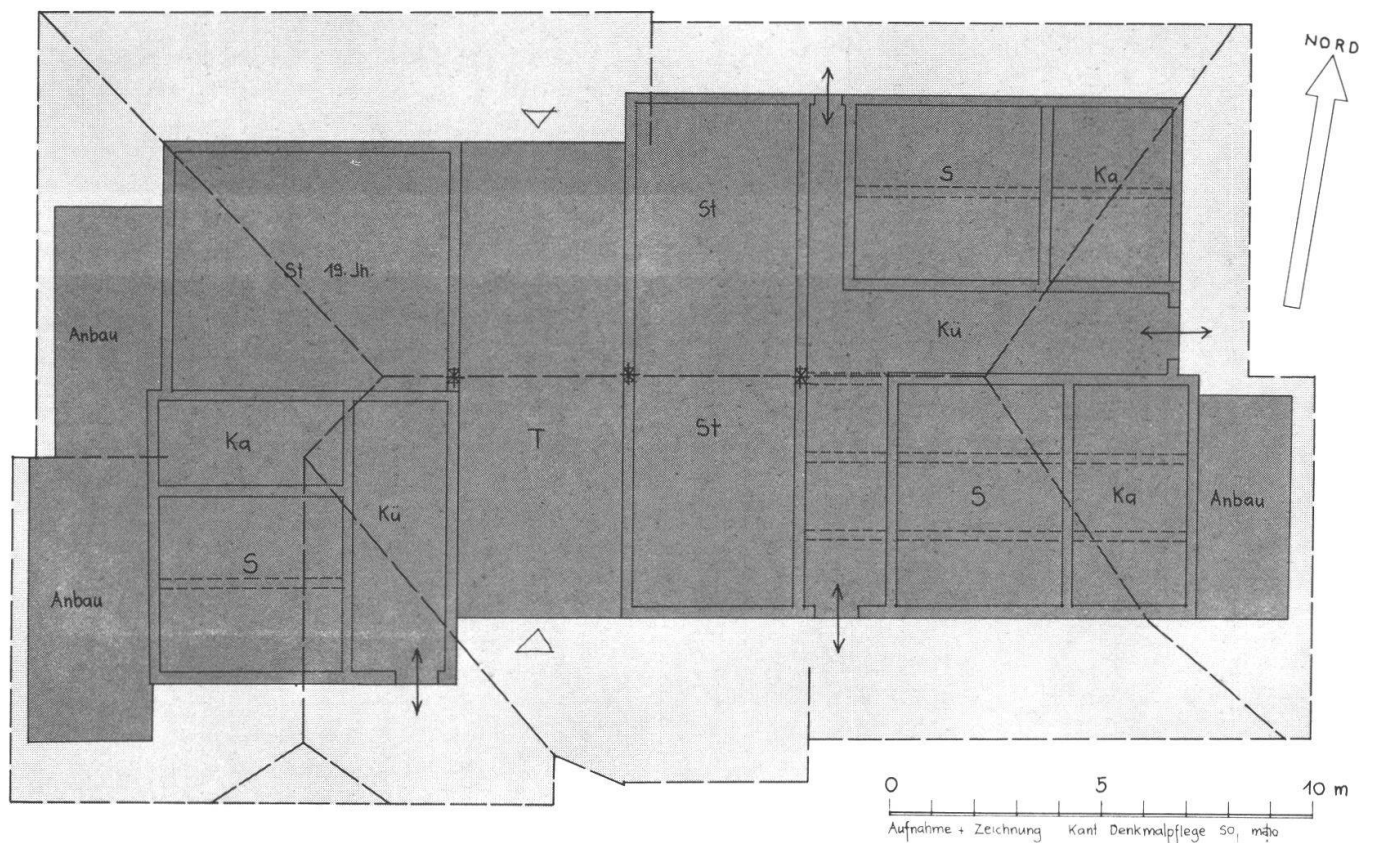 NORD
St
S
Ka
St 19. Jh.
Anbau
Kü
Ka
T
St
Kü
S
Ka
Anbau
S
Anbau
0 5 10 m
Aufnahme + Zeichnung Kant Denkmalpflege SO,